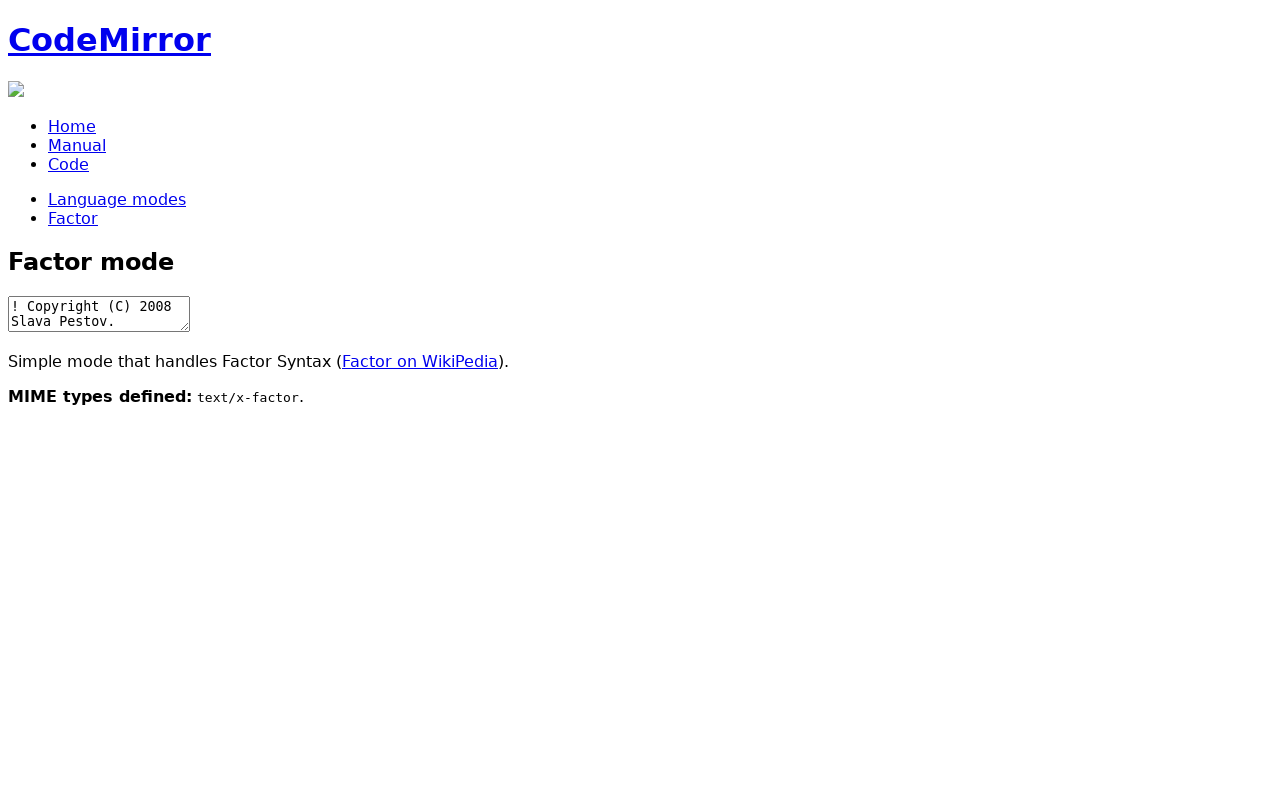 CodeMirror
Home
Manual
Code
Language modes
Factor
Factor mode
! Copyright (C) 2008
Slava Pestov.
Simple mode that handles Factor Syntax (Factor on WikiPedia).
MIME types defined: text/x-factor.